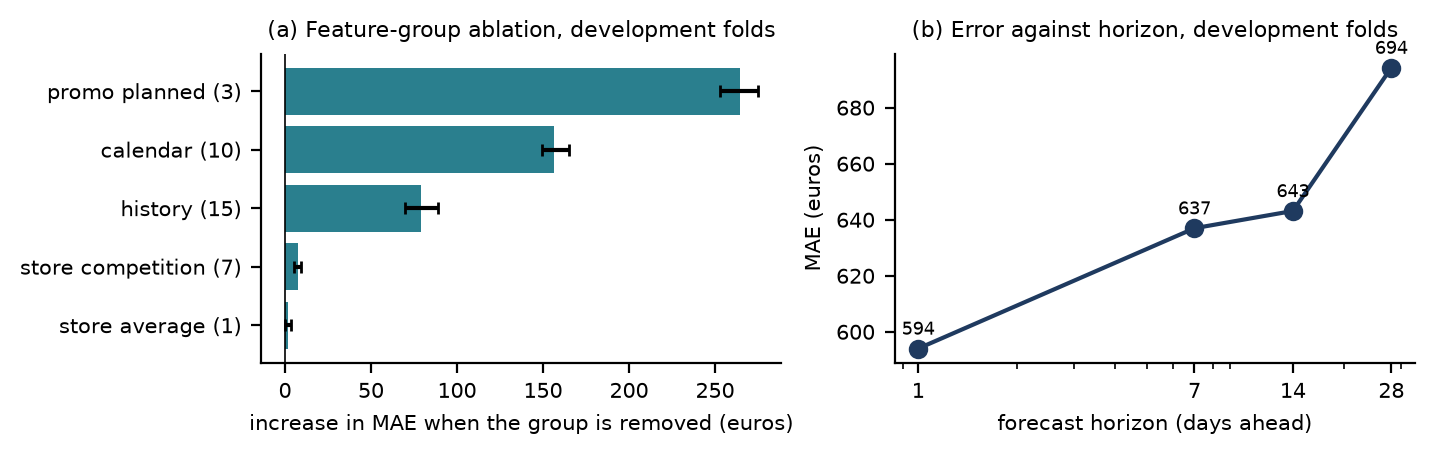 (a) Feature-group ablation, development folds
promo planned (3)
calendar (10)
history (15)
store competition (7)
store average (1)
0 50 100 150 200 250
increase in MAE when the group is removed (euros)
(b) Error against horizon, development folds
MAE (euros)
680
660
640
620
600
594
637
643
694
1 7 14 28
forecast horizon (days ahead)